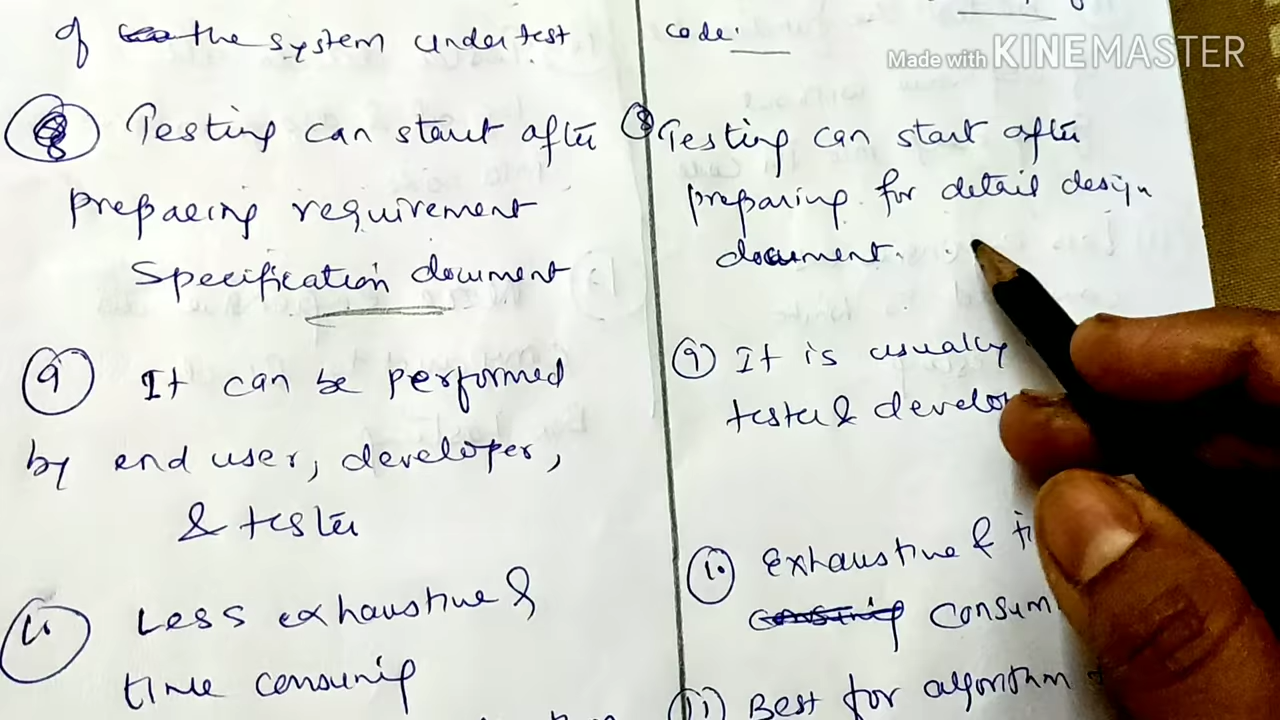 of the system under test
8 Testing can start after
preparing requirement
Specification document
9 It can be performed
by end user, developer,
& tester
10 Less exhaustive &
time consuming
code.
Made with KINEMASTER
8 Testing can start after
preparing for detail design
document.
9 It is usually
tester &
10. Exhaustive &
11) Best for algorithm